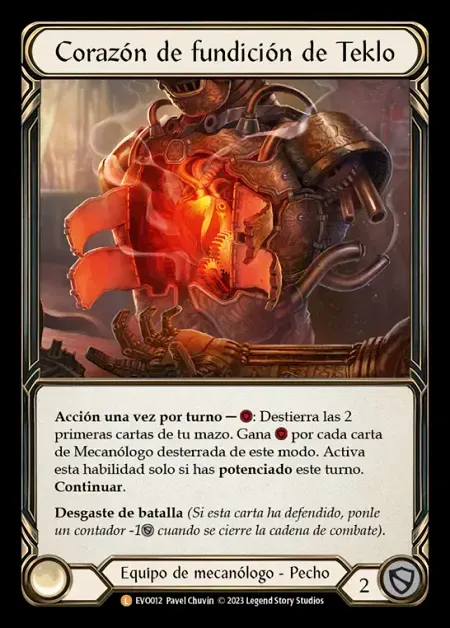 Corazón de fundición de Teklo
Acción una vez por turno — : Destierra las 2
primeras cartas de tu mazo. Gana por cada carta
de Mecanólogo desterrada de este modo. Activa
esta habilidad solo si has potenciado este turno.
Continuar.
Desgaste de batalla (Si esta carta ha defendido, ponle
un contador -1 cuando se cierre la cadena de combate).
Equipo de mecanólogo - Pecho
2
L EVO012 Pavel Chuvin © 2023 Legend Story Studios